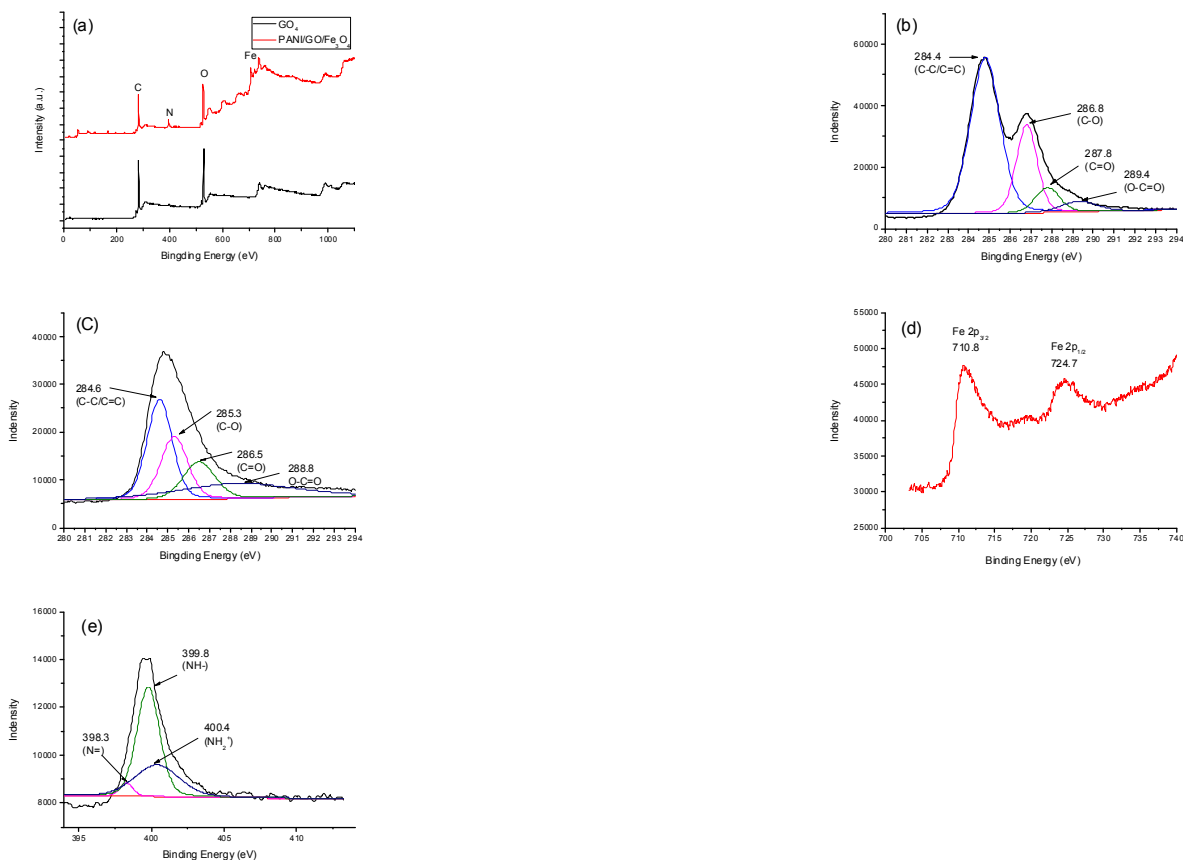 (a)
GO₄
PANI/GO/Fe₃O₄
C
N
O
Fe
Intensity (a.u.)
0 200 400 600 800 1000
Bingding Energy (eV)
(b)
60000
40000
20000
0
Indensity
284.4
(C-C/C=C)
286.8
(C-O)
287.8
(C=O)
289.4
(O-C=O)
280 281 282 283 284 285 286 287 288 289 290 291 292 293 294
Bingding Energy (eV)
(C)
40000
30000
20000
10000
0
Indensity
284.6
(C-C/C=C)
285.3
(C-O)
286.5
(C=O)
288.8
O-C=O
280 281 282 283 284 285 286 287 288 289 290 291 292 293 294
Bingding Energy (eV)
(d)
55000
50000
45000
40000
35000
30000
25000
Indensity
Fe 2p3/2
710.8
Fe 2p1/2
724.7
700 705 710 715 720 725 730 735 740
Binding Energy (eV)
(e)
16000
14000
12000
10000
8000
Indensity
399.8
(NH-)
398.3
(N=)
400.4
(NH₂⁺)
395 400 405 410
Binding Energy (eV)